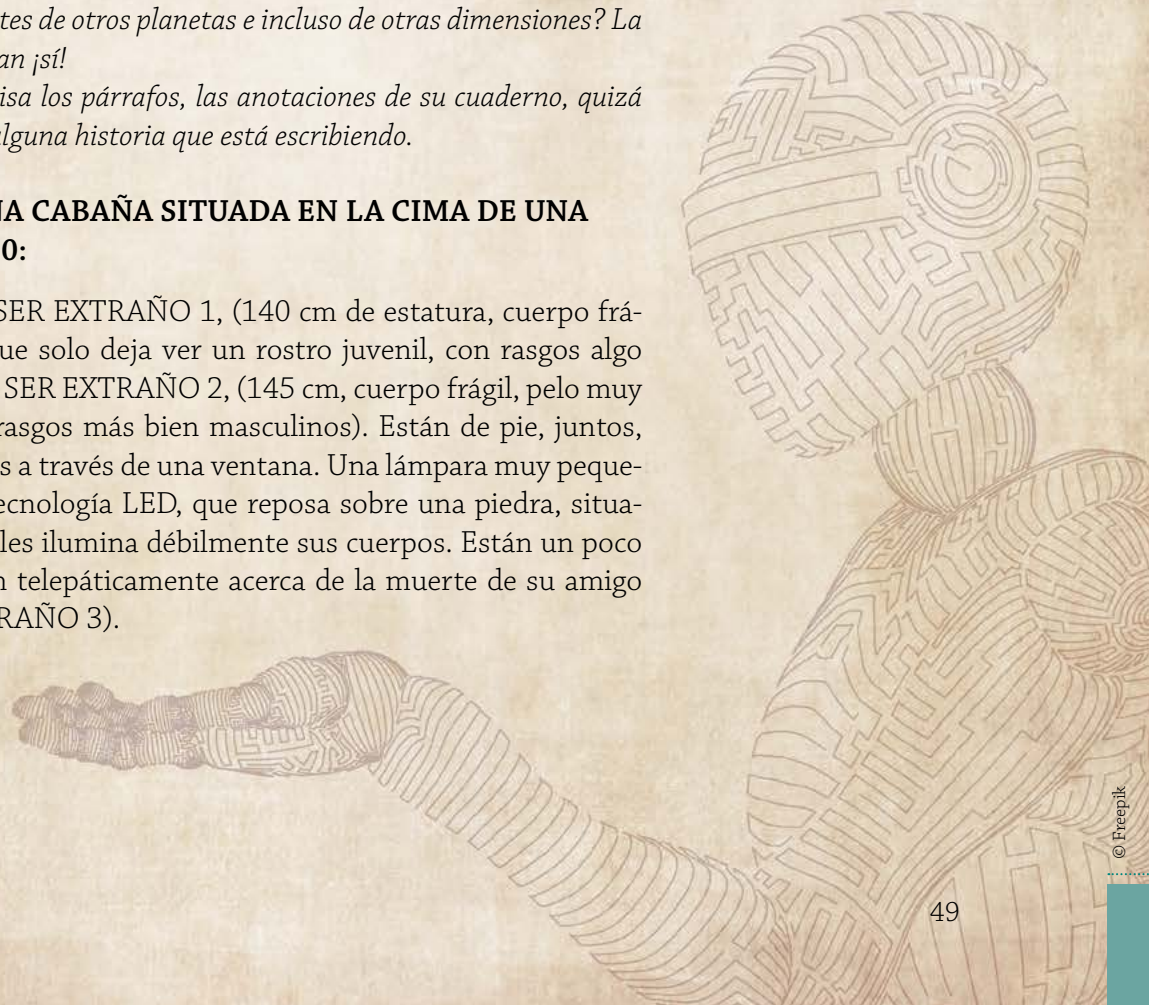 tes de otros planetas e incluso de otras dimensiones? La
an ¡sí!
isa los párrafos, las anotaciones de su cuaderno, quizá
alguna historia que está escribiendo.
NA CABAÑA SITUADA EN LA CIMA DE UNA
0:
SER EXTRAÑO 1, (140 cm de estatura, cuerpo frá-
ue solo deja ver un rostro juvenil, con rasgos algo
SER EXTRAÑO 2, (145 cm, cuerpo frágil, pelo muy
rasgos más bien masculinos). Están de pie, juntos,
s a través de una ventana. Una lámpara muy peque-
ecnología LED, que reposa sobre una piedra, situa-
les ilumina débilmente sus cuerpos. Están un poco
n telepáticamente acerca de la muerte de su amigo
RAÑO 3).
© Freepik
49